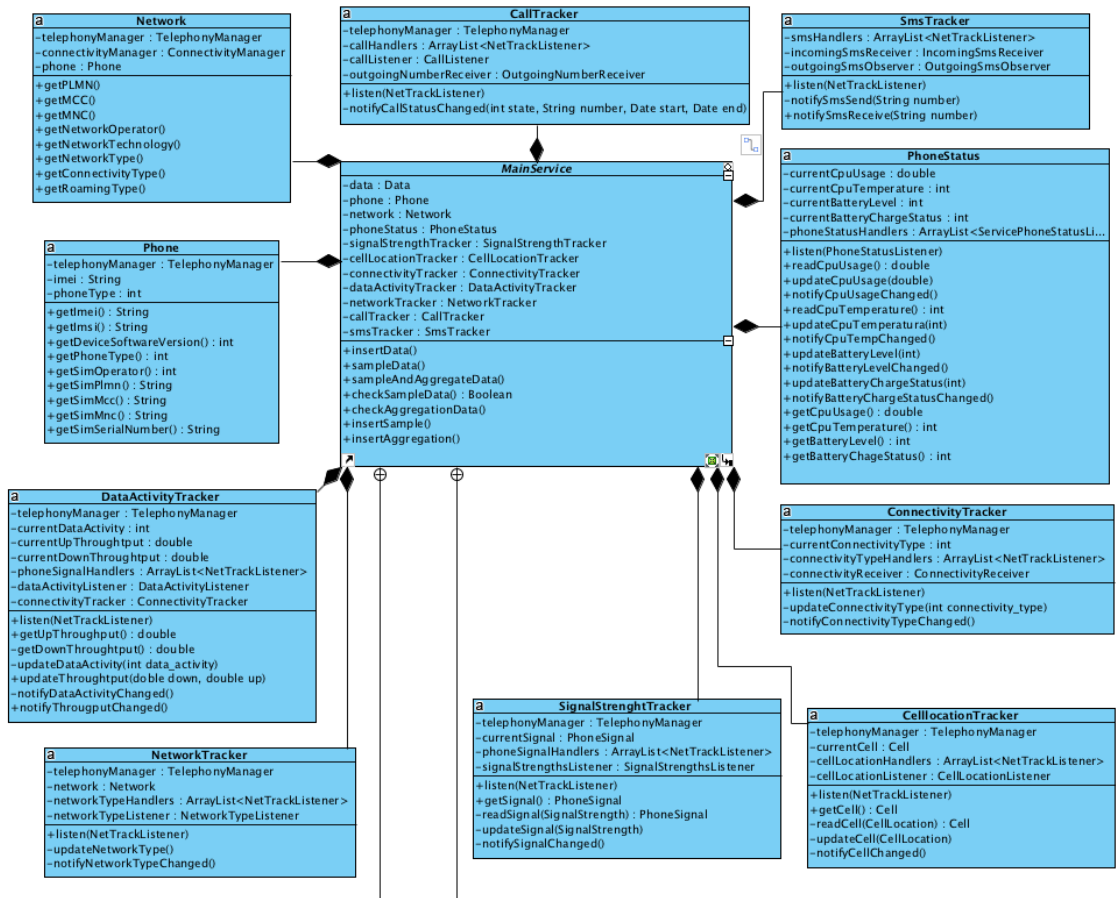 a Network
-telephonyManager : TelephonyManager
-connectivityManager : ConnectivityManager
-phone : Phone
+getPLMN()
+getMCC()
+getMNC()
+getNetworkOperator()
+getNetworkTechnology()
+getNetworkType()
+getConnectivityType()
+getRoamingType()
a CallTracker
-telephonyManager : TelephonyManager
-callHandlers : ArrayList<NetTrackListener>
-callListener : CallListener
-outgoingNumberReceiver : OutgoingNumberReceiver
+listen(NetTrackListener)
-notifyCallStatusChanged(int state, String number, Date start, Date end)
a SmsTracker
-smsHandlers : ArrayList<NetTrackListener>
-incomingSmsReceiver : IncomingSmsReceiver
-outgoingSmsObserver : OutgoingSmsObserver
+listen(NetTrackListener)
-notifySmsSend(String number)
+notifySmsReceive(String number)
MainService
-data : Data
-phone : Phone
-network : Network
-phoneStatus : PhoneStatus
-signalStrengthTracker : SignalStrengthTracker
-cellLocationTracker : CellLocationTracker
-connectivityTracker : ConnectivityTracker
-dataActivityTracker : DataActivityTracker
-networkTracker : NetworkTracker
-callTracker : CallTracker
-smsTracker : SmsTracker
+insertData()
+sampleData()
+sampleAndAggregateData()
+checkSampleData() : Boolean
+checkAggregationData()
+insertSample()
+insertAggregation()
a PhoneStatus
-currentCpuUsage : double
-currentCpuTemperature : int
-currentBatteryLevel : int
-currentBatteryChargeStatus : int
-phoneStatusHandlers : ArrayList<ServicePhoneStatusLi...
+listen(PhoneStatusListener)
+readCpuUsage() : double
+updateCpuUsage(double)
+notifyCpuUsageChanged()
+readCpuTemperature() : int
+updateCpuTemperatura(int)
+notifyCpuTempChanged()
+updateBatteryLevel(int)
+notifyBatteryLevelChanged()
+updateBatteryChargeStatus(int)
+notifyBatteryChargeStatusChanged()
+getCpuUsage() : double
+getCpuTemperature() : int
+getBatteryLevel() : int
+getBatteryChageStatus() : int
a Phone
-telephonyManager : TelephonyManager
-imei : String
-phoneType : int
+getImei() : String
+getImsi() : String
+getDeviceSoftwareVersion() : int
+getPhoneType() : int
+getSimOperator() : int
+getSimPlmn() : String
+getSimMcc() : String
+getSimMnc() : String
+getSimSerialNumber() : String
a DataActivityTracker
-telephonyManager : TelephonyManager
-currentDataActivity : int
-currentUpThroughtput : double
-currentDownThroughtput : double
-phoneSignalHandlers : ArrayList<NetTrackListener>
-dataActivityListener : DataActivityListener
-connectivityTracker : ConnectivityTracker
+listen(NetTrackListener)
+getUpThroughput() : double
-getDownThroughtput() : double
-updateDataActivity(int data_activity)
+updateThroughtput(doble down, double up)
-notifyDataActivityChanged()
+notifyThrougputChanged()
a ConnectivityTracker
-telephonyManager : TelephonyManager
-currentConnectivityType : int
-connectivityTypeHandlers : ArrayList<NetTrackListener>
-connectivityReceiver : ConnectivityReceiver
+listen(NetTrackListener)
-updateConnectivityType(int connectivity_type)
-notifyConnectivityTypeChanged()
a NetworkTracker
-telephonyManager : TelephonyManager
-network : Network
-networkTypeHandlers : ArrayList<NetTrackListener>
-networkTypeListener : NetworkTypeListener
+listen(NetTrackListener)
-updateNetworkType()
-notifyNetworkTypeChanged()
a SignalStrenghtTracker
-telephonyManager : TelephonyManager
-currentSignal : PhoneSignal
-phoneSignalHandlers : ArrayList<NetTrackListener>
-signalStrengthsListener : SignalStrengthsListener
+listen(NetTrackListener)
+getSignal() : PhoneSignal
-readSignal(SignalStrength) : PhoneSignal
-updateSignal(SignalStrength)
-notifySignalChanged()
a CelllocationTracker
-telephonyManager : TelephonyManager
-currentCell : Cell
-cellLocationHandlers : ArrayList<NetTrackListener>
-cellLocationListener : CellLocationListener
+listen(NetTrackListener)
+getCell() : Cell
-readCell(CellLocation) : Cell
-updateCell(CellLocation)
-notifyCellChanged()